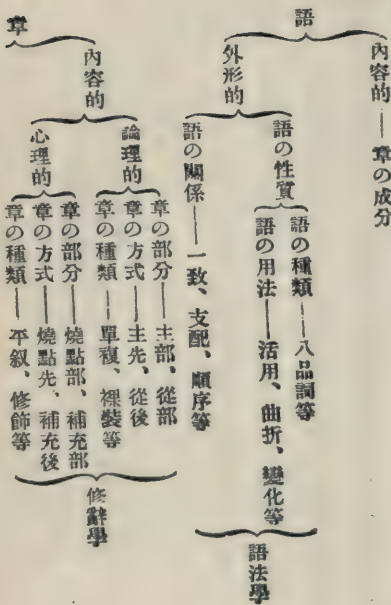 語
內容的——章の成分
外形的
語の性質
語の種類——八品詞等
語の用法——活用、曲折、變化等
語の關係——一致、支配、順序等
語法學
章
內容的
論理的
章の部分——主部、從部
章の方式——主先、從後
章の種類——單複、裸裝等
心理的
章の部分——燒點部、補充部
章の方式——燒點先、補充後
章の種類——平叙、修飾等
修辭學